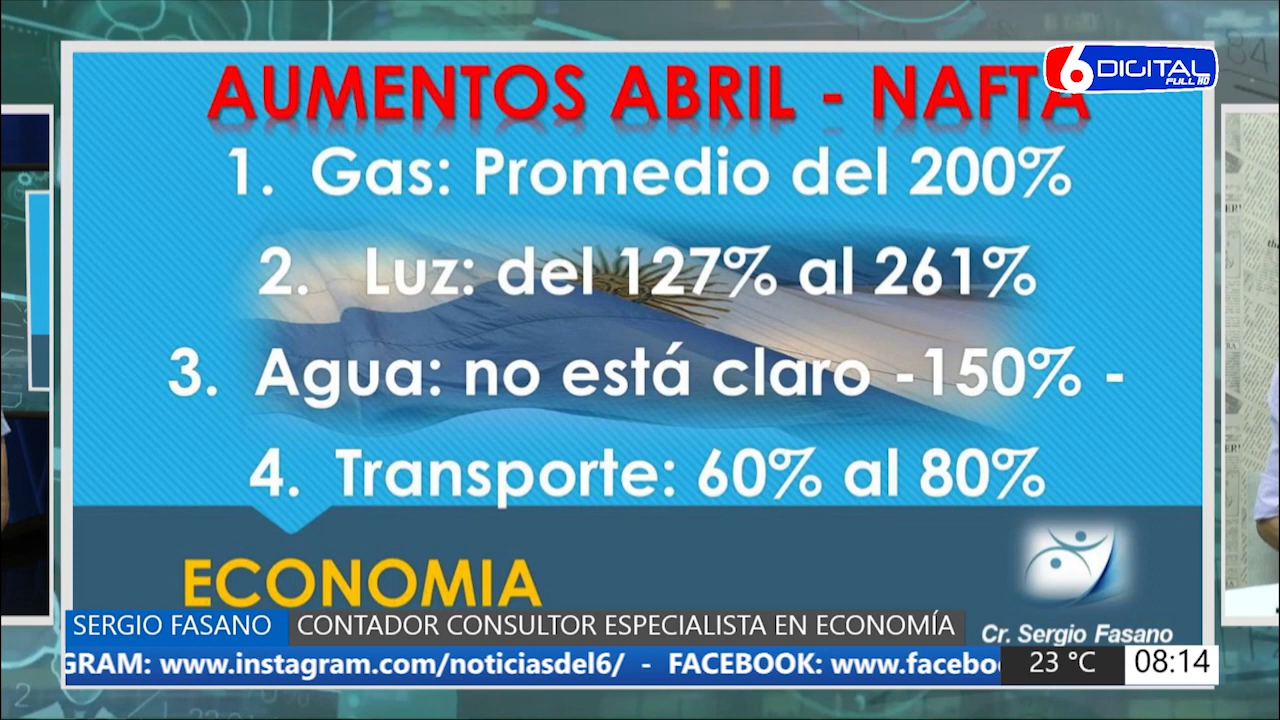 6 DIGITAL
FULL HD
AUMENTOS ABRIL - NAFTA
1. Gas: Promedio del 200%
2. Luz: del 127% al 261%
3. Agua: no está claro -150% -
4. Transporte: 60% al 80%
ECONOMIA
Cr. Sergio Fasano
SERGIO FASANO CONTADOR CONSULTOR ESPECIALISTA EN ECONOMÍA
GRAM: www.instagram.com/noticiasdel6/ - FACEBOOK: www.facebo
23 °C 08:14